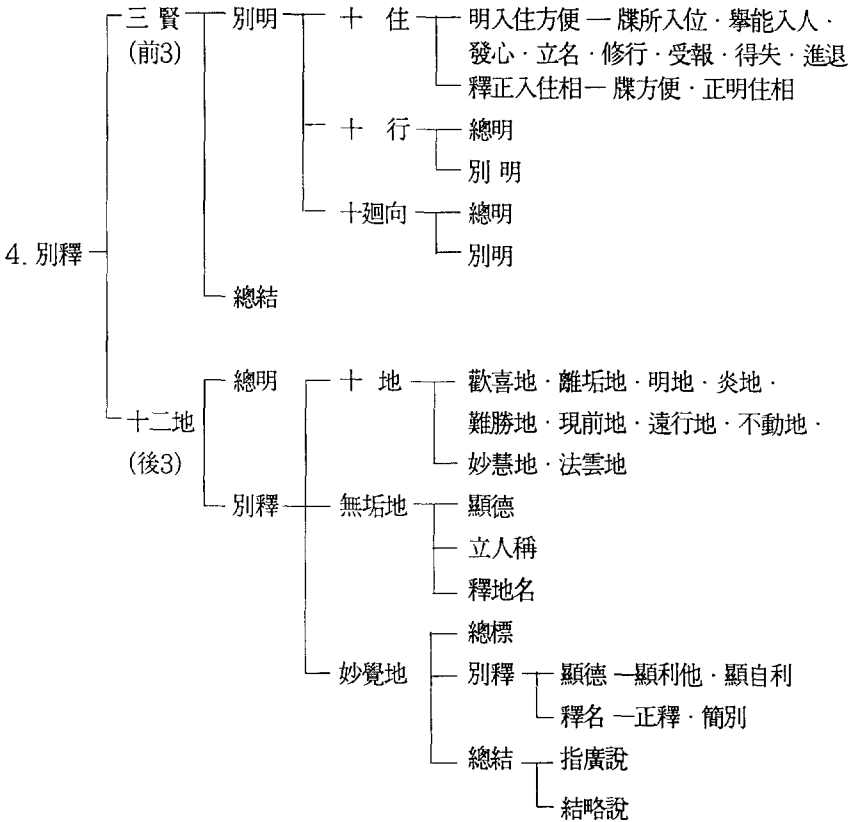 三賢 別明 十住 明入住方便 一 牒所入位‧擧能入人‧
(前3) 發心‧立名‧修行‧受報‧得失‧進退
釋正入住相一 牒方便‧正明住相
十行 總明
別明
十廻向 總明
4. 別釋 別明
總結
總明 十地 歡喜地‧離垢地‧明地‧炎地‧
十二地 難勝地‧現前地‧遠行地‧不動地‧
(後3) 妙慧地‧法雲地
別釋 無垢地 顯德
立人稱
釋地名
總標
妙覺地 別釋 顯德 一顯利他‧顯自利
釋名 一正釋‧簡別
總結 指廣說
結略說